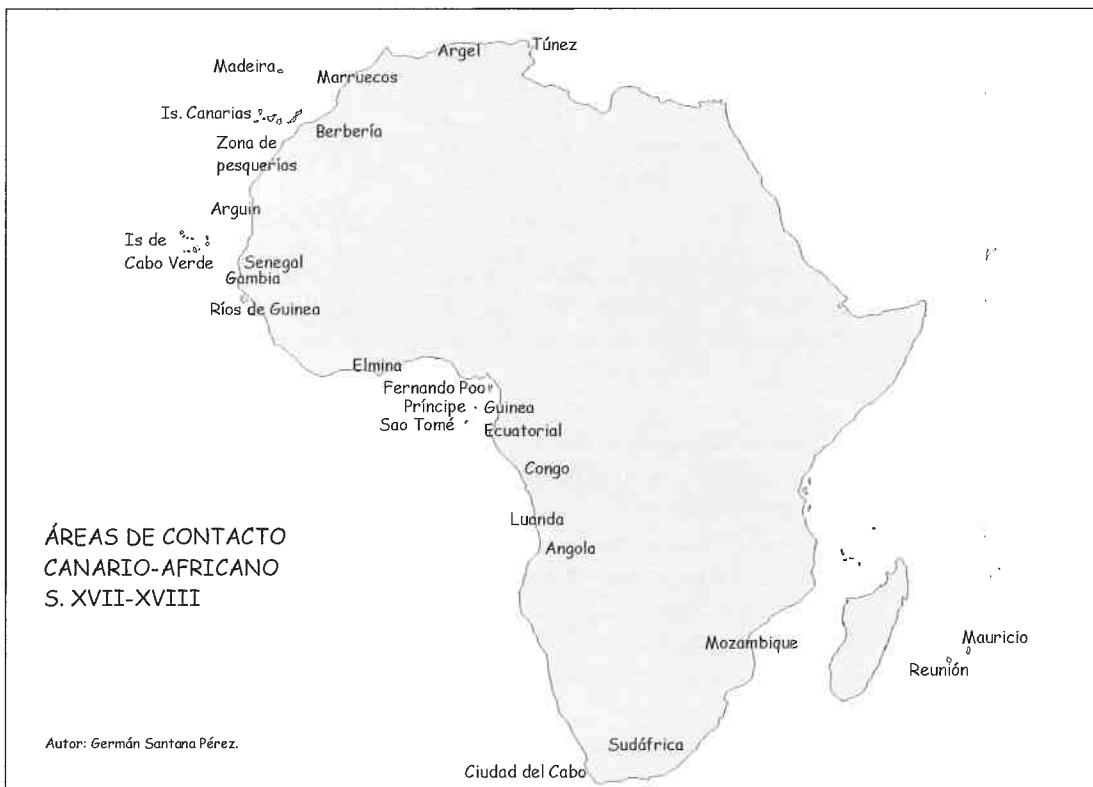 Argel
Túnez
Madeira
Marruecos
Is. Canarias
Berbería
Zona de
pesquerías
Arguin
Is de
Cabo Verde
Senegal
Gambia
Ríos de Guinea
Elmina
Fernando Poo
Príncipe
Guinea
Sao Tomé
Ecuatorial
Congo
Luanda
Angola
ÁREAS DE CONTACTO
CANARIO-AFRICANO
S. XVII-XVIII
Mozambique
Mauricio
Reunión
Autor: Germán Santana Pérez.
Sudáfrica
Ciudad del Cabo